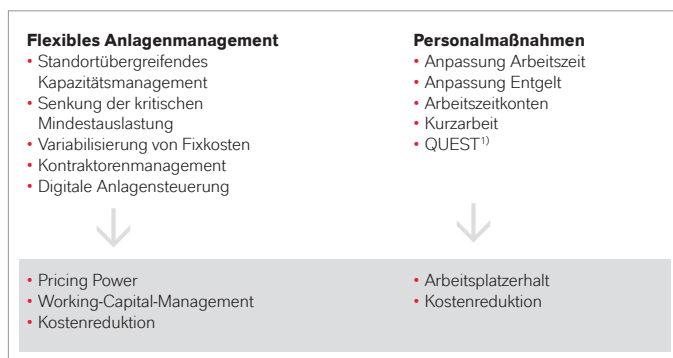 Flexibles Anlagenmanagement
• Standortübergreifendes
Kapazitätsmanagement
• Senkung der kritischen
Mindestauslastung
• Variabilisierung von Fixkosten
• Kontraktorenmanagement
• Digitale Anlagensteuerung
Personalmaßnahmen
• Anpassung Arbeitszeit
• Anpassung Entgelt
• Arbeitszeitkonten
• Kurzarbeit
• QUEST¹⁾
• Pricing Power
• Working-Capital-Management
• Kostenreduktion
• Arbeitsplatzerhalt
• Kostenreduktion